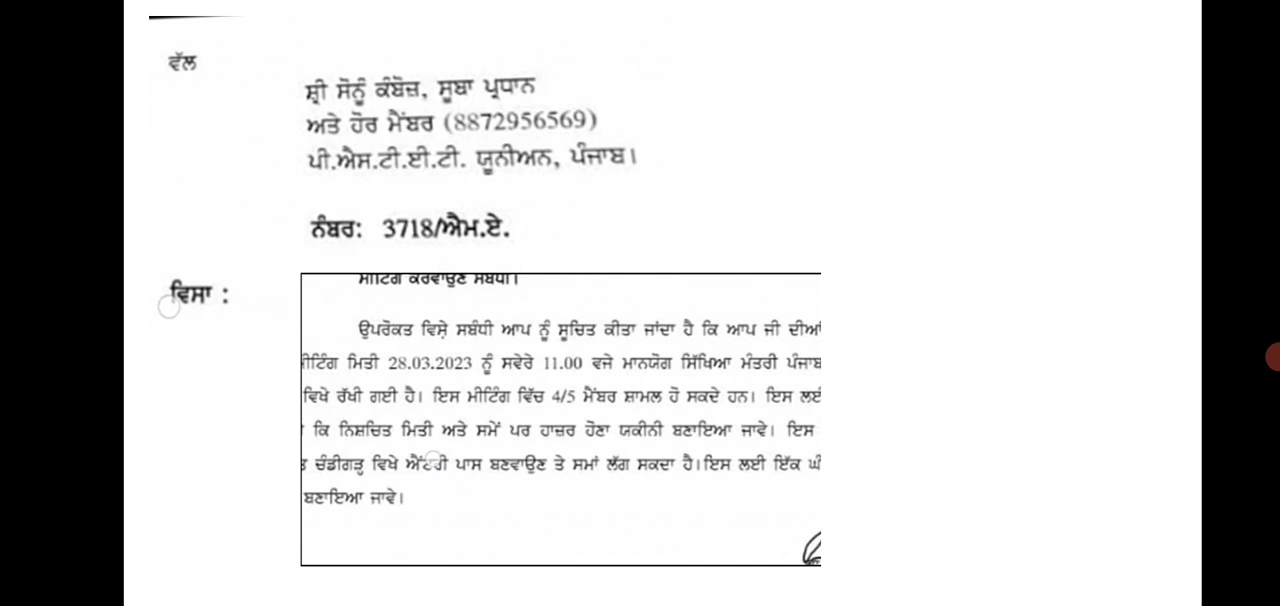 ਵੱਲ
ਸ਼੍ਰੀ ਸੋਨੂੰ ਕੰਬੋਜ਼, ਸੂਬਾ ਪ੍ਰਧਾਨ
ਅਤੇ ਹੋਰ ਮੈਂਬਰ (8872956569)
ਪੀ.ਐਸ.ਟੀ.ਈ.ਟੀ. ਯੂਨੀਅਨ, ਪੰਜਾਬ।
ਨੰਬਰ: 3718/ਐਮ.ਏ.
ਵਿਸਾ :
ਮੀਟਿੰਗ ਕਰਵਾਉਣ ਸਬੰਧੀ।
ਉਪਰੋਕਤ ਵਿਸ਼ੇ ਸਬੰਧੀ ਆਪ ਨੂੰ ਸੂਚਿਤ ਕੀਤਾ ਜਾਂਦਾ ਹੈ ਕਿ ਆਪ ਜੀ ਦੀਆਂ
ਮਿਤੀ 28.03.2023 ਨੂੰ ਸਵੇਰੇ 11.00 ਵਜੇ ਮਾਨਯੋਗ ਸਿੱਖਿਆ ਮੰਤਰੀ ਪੰਜਾਬ
ਵਿਖੇ ਰੱਖੀ ਗਈ ਹੈ। ਇਸ ਮੀਟਿੰਗ ਵਿੱਚ 4/5 ਮੈਂਬਰ ਸ਼ਾਮਲ ਹੋ ਸਕਦੇ ਹਨ। ਇਸ ਲਈ
ਕਿ ਨਿਸ਼ਚਿਤ ਮਿਤੀ ਅਤੇ ਸਮੇਂ ਪਰ ਹਾਜ਼ਰ ਹੋਣਾ ਯਕੀਨੀ ਬਣਾਇਆ ਜਾਵੇ। ਇਸ
ਚੰਡੀਗੜ੍ਹ ਵਿਖੇ ਐਂਟਰੀ ਪਾਸ ਬਣਵਾਉਣ ਤੇ ਸਮਾਂ ਲੱਗ ਸਕਦਾ ਹੈ।ਇਸ ਲਈ ਇੱਕ
ਬਣਾਇਆ ਜਾਵੇ।